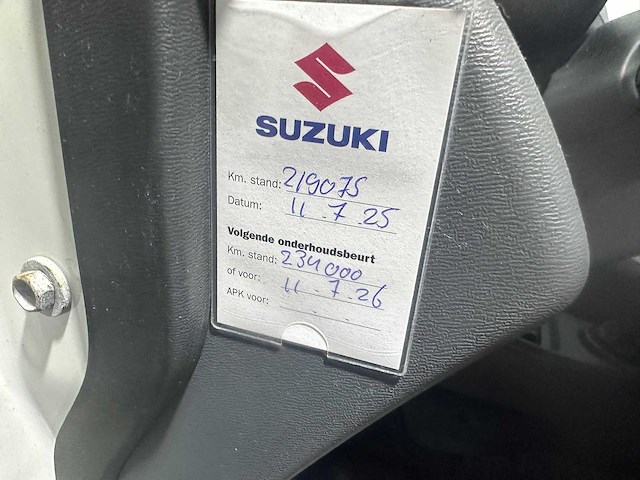 SUZUKI
Km. stand: 219075
Datum: 11.7.25
Volgende onderhoudsbeurt
Km. stand: 234000
of voor: 11.7.26
APK voor: . .